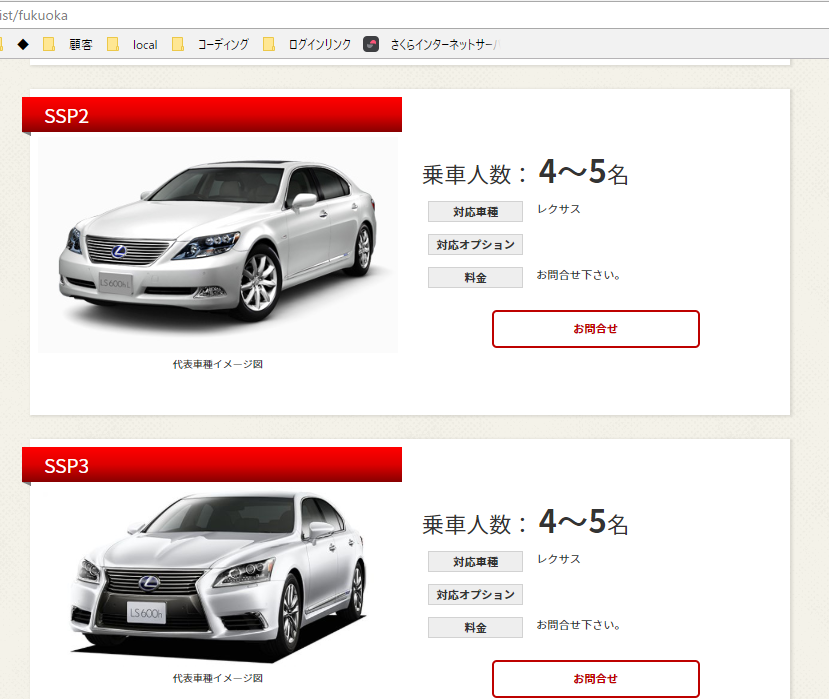 ist/fukuoka
顧客 local コーディング ログインリンク さくらインターネットサー
SSP2
LS600hL
代表車種イメージ図
乗車人数： 4～5名
対応車種 レクサス
対応オプション
料金 お問合せ下さい。
お問合せ
SSP3
LS600h
代表車種イメージ図
乗車人数： 4～5名
対応車種 レクサス
対応オプション
料金 お問合せ下さい。
お問合せ